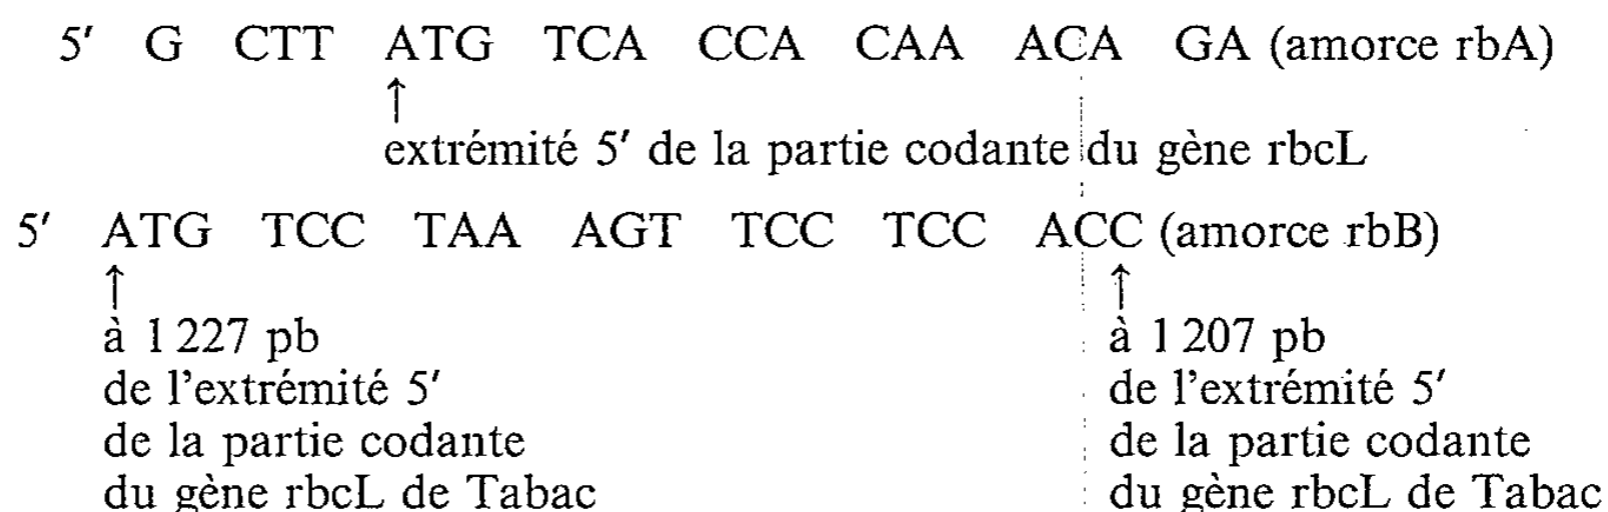 5′ G CTT ATG TCA CCA CAA ACA GA (amorce rbA)
↑
extrémité 5′ de la partie codante du gène rbcL
5′ ATG TCC TAA AGT TCC TCC ACC (amorce rbB)
↑ ↑
à 1 227 pb à 1 207 pb
de l’extrémité 5′ de l’extrémité 5′
de la partie codante de la partie codante
du gène rbcL de Tabac du gène rbcL de Tabac